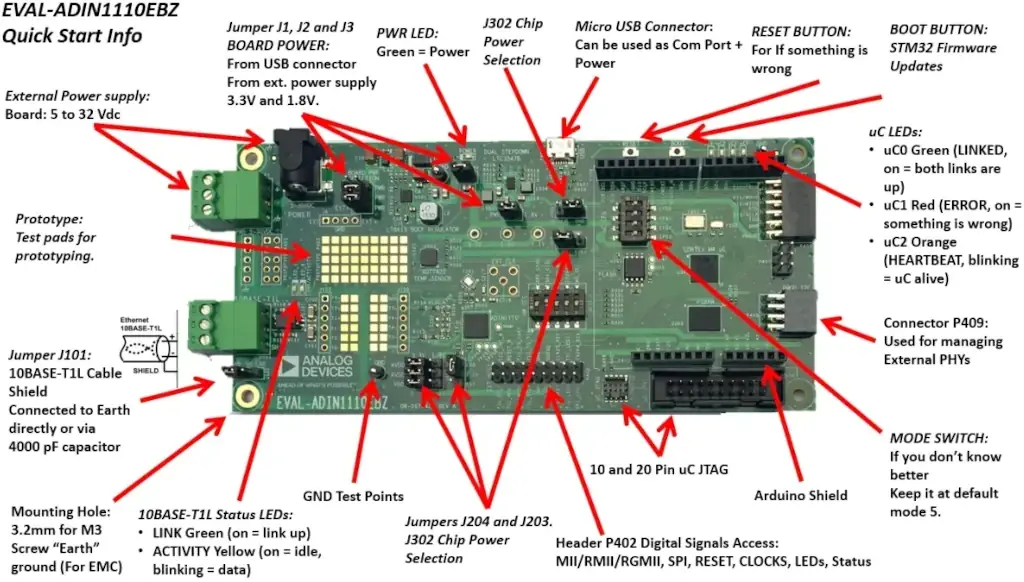 EVAL-ADIN1110EBZ
Quick Start Info
Jumper J1, J2 and J3
BOARD POWER:
From USB connector
From ext. power supply
3.3V and 1.8V.
PWR LED:
Green = Power
J302 Chip
Power
Selection
Micro USB Connector:
Can be used as Com Port +
Power
RESET BUTTON:
For If something is
wrong
BOOT BUTTON:
STM32 Firmware
Updates
External Power supply:
Board: 5 to 32 Vdc
uC LEDs:
• uC0 Green (LINKED,
on = both links are
up)
• uC1 Red (ERROR, on =
something is wrong)
• uC2 Orange
(HEARTBEAT, blinking
= uC alive)
Prototype:
Test pads for
prototyping.
Ethernet
10BASE-T1L
SHIELD
Connector P409:
Used for managing
External PHYs
Jumper J101:
10BASE-T1L Cable
Shield
Connected to Earth
directly or via
4000 pF capacitor
POWER
10BASE-T1L
ANALOG
DEVICES
AHEAD OF WHAT'S POSSIBLE
EVAL-ADIN1110EBZ
MODE SWITCH:
If you don't know
better
Keep it at default
mode 5.
10 and 20 Pin uC JTAG
Arduino Shield
GND Test Points
Mounting Hole:
3.2mm for M3
Screw "Earth"
ground (For EMC)
10BASE-T1L Status LEDs:
• LINK Green (on = link up)
• ACTIVITY Yellow (on = idle,
blinking = data)
Jumpers J204 and J203.
J302 Chip Power
Selection
Header P402 Digital Signals Access:
MII/RMII/RGMII, SPI, RESET, CLOCKS, LEDs, Status